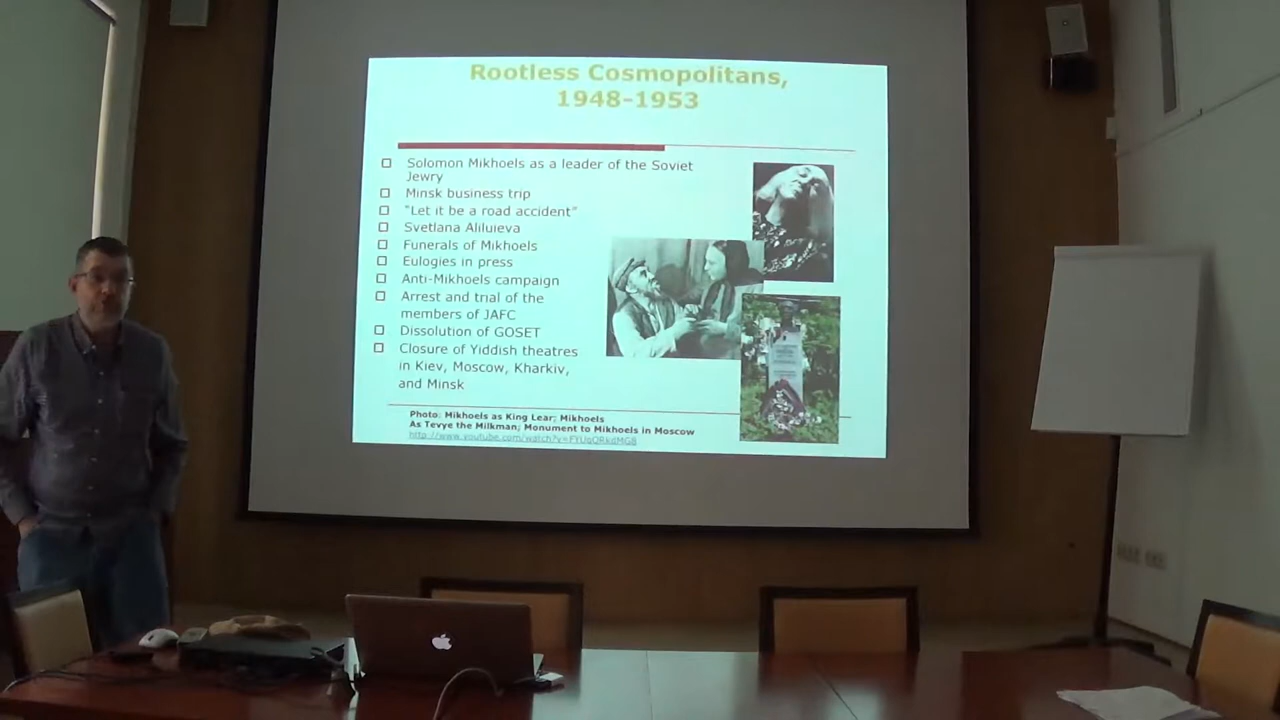 Rootless Cosmopolitans,
1948-1953
Solomon Mikhoels as a leader of the Soviet
Jewry
Minsk business trip
"Let it be a road accident"
Svetlana Aliluieva
Funerals of Mikhoels
Eulogies in press
Anti-Mikhoels campaign
Arrest and trial of the
members of JAFC
Dissolution of GOSET
Closure of Yiddish theatres
in Kiev, Moscow, Kharkiv,
and Minsk
Photo: Mikhoels as King Lear; Mikhoels
As Tevye the Milkman; Monument to Mikhoels in Moscow